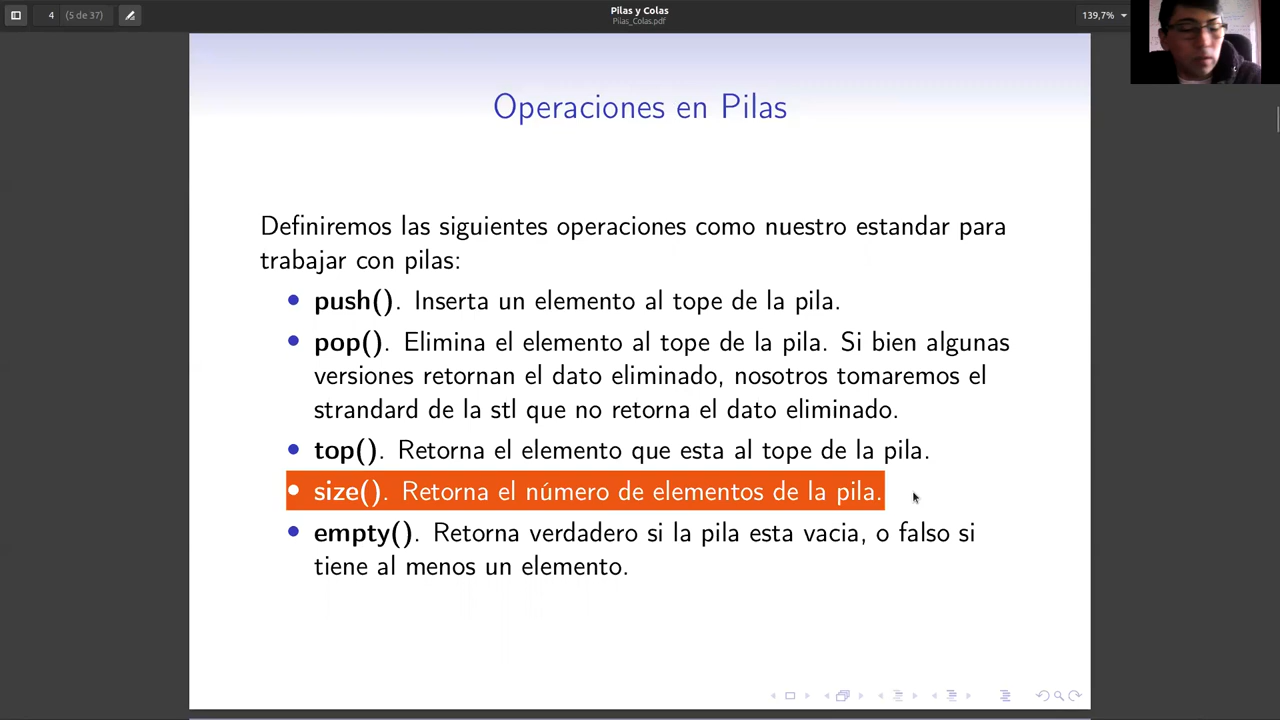 Pilas y Colas
Pilas_Colas.pdf
4 (5 de 37)
139,7%
Operaciones en Pilas
Definiremos las siguientes operaciones como nuestro estandar para
trabajar con pilas:
• push(). Inserta un elemento al tope de la pila.
• pop(). Elimina el elemento al tope de la pila. Si bien algunas
versiones retornan el dato eliminado, nosotros tomaremos el
strandard de la stl que no retorna el dato eliminado.
• top(). Retorna el elemento que esta al tope de la pila.
• size(). Retorna el número de elementos de la pila.
• empty(). Retorna verdadero si la pila esta vacia, o falso si
tiene al menos un elemento.